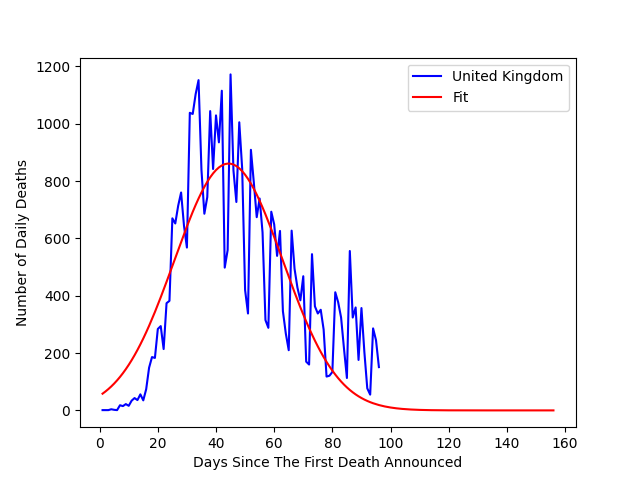 United Kingdom
Fit
1200
1000
800
600
400
200
0
Number of Daily Deaths
0 20 40 60 80 100 120 140 160
Days Since The First Death Announced